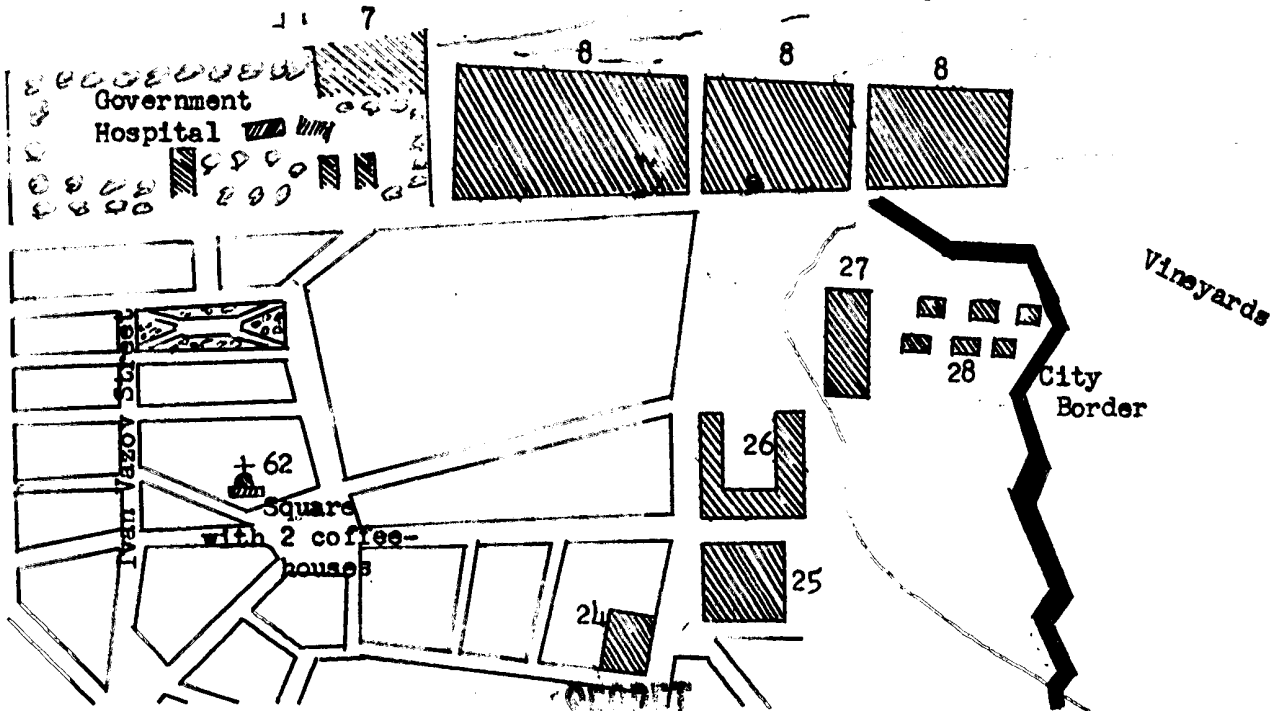 7
8
8
8
Government
Hospital
Vineyards
27
28
City
Border
Ivan Vazov Street
62
26
Square
with 2 coffee-
houses
25
24